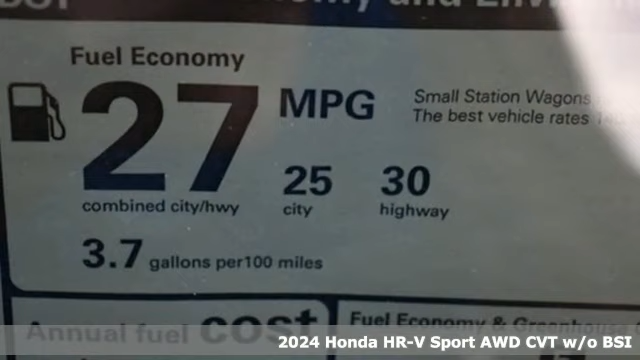 Fuel Economy
27 MPG
Small Station Wagons
The best vehicle rates
combined city/hwy
25 city
30 highway
3.7 gallons per100 miles
Annual fuel cost
Fuel Economy & Greenhouse
2024 Honda HR-V Sport AWD CVT w/o BSI